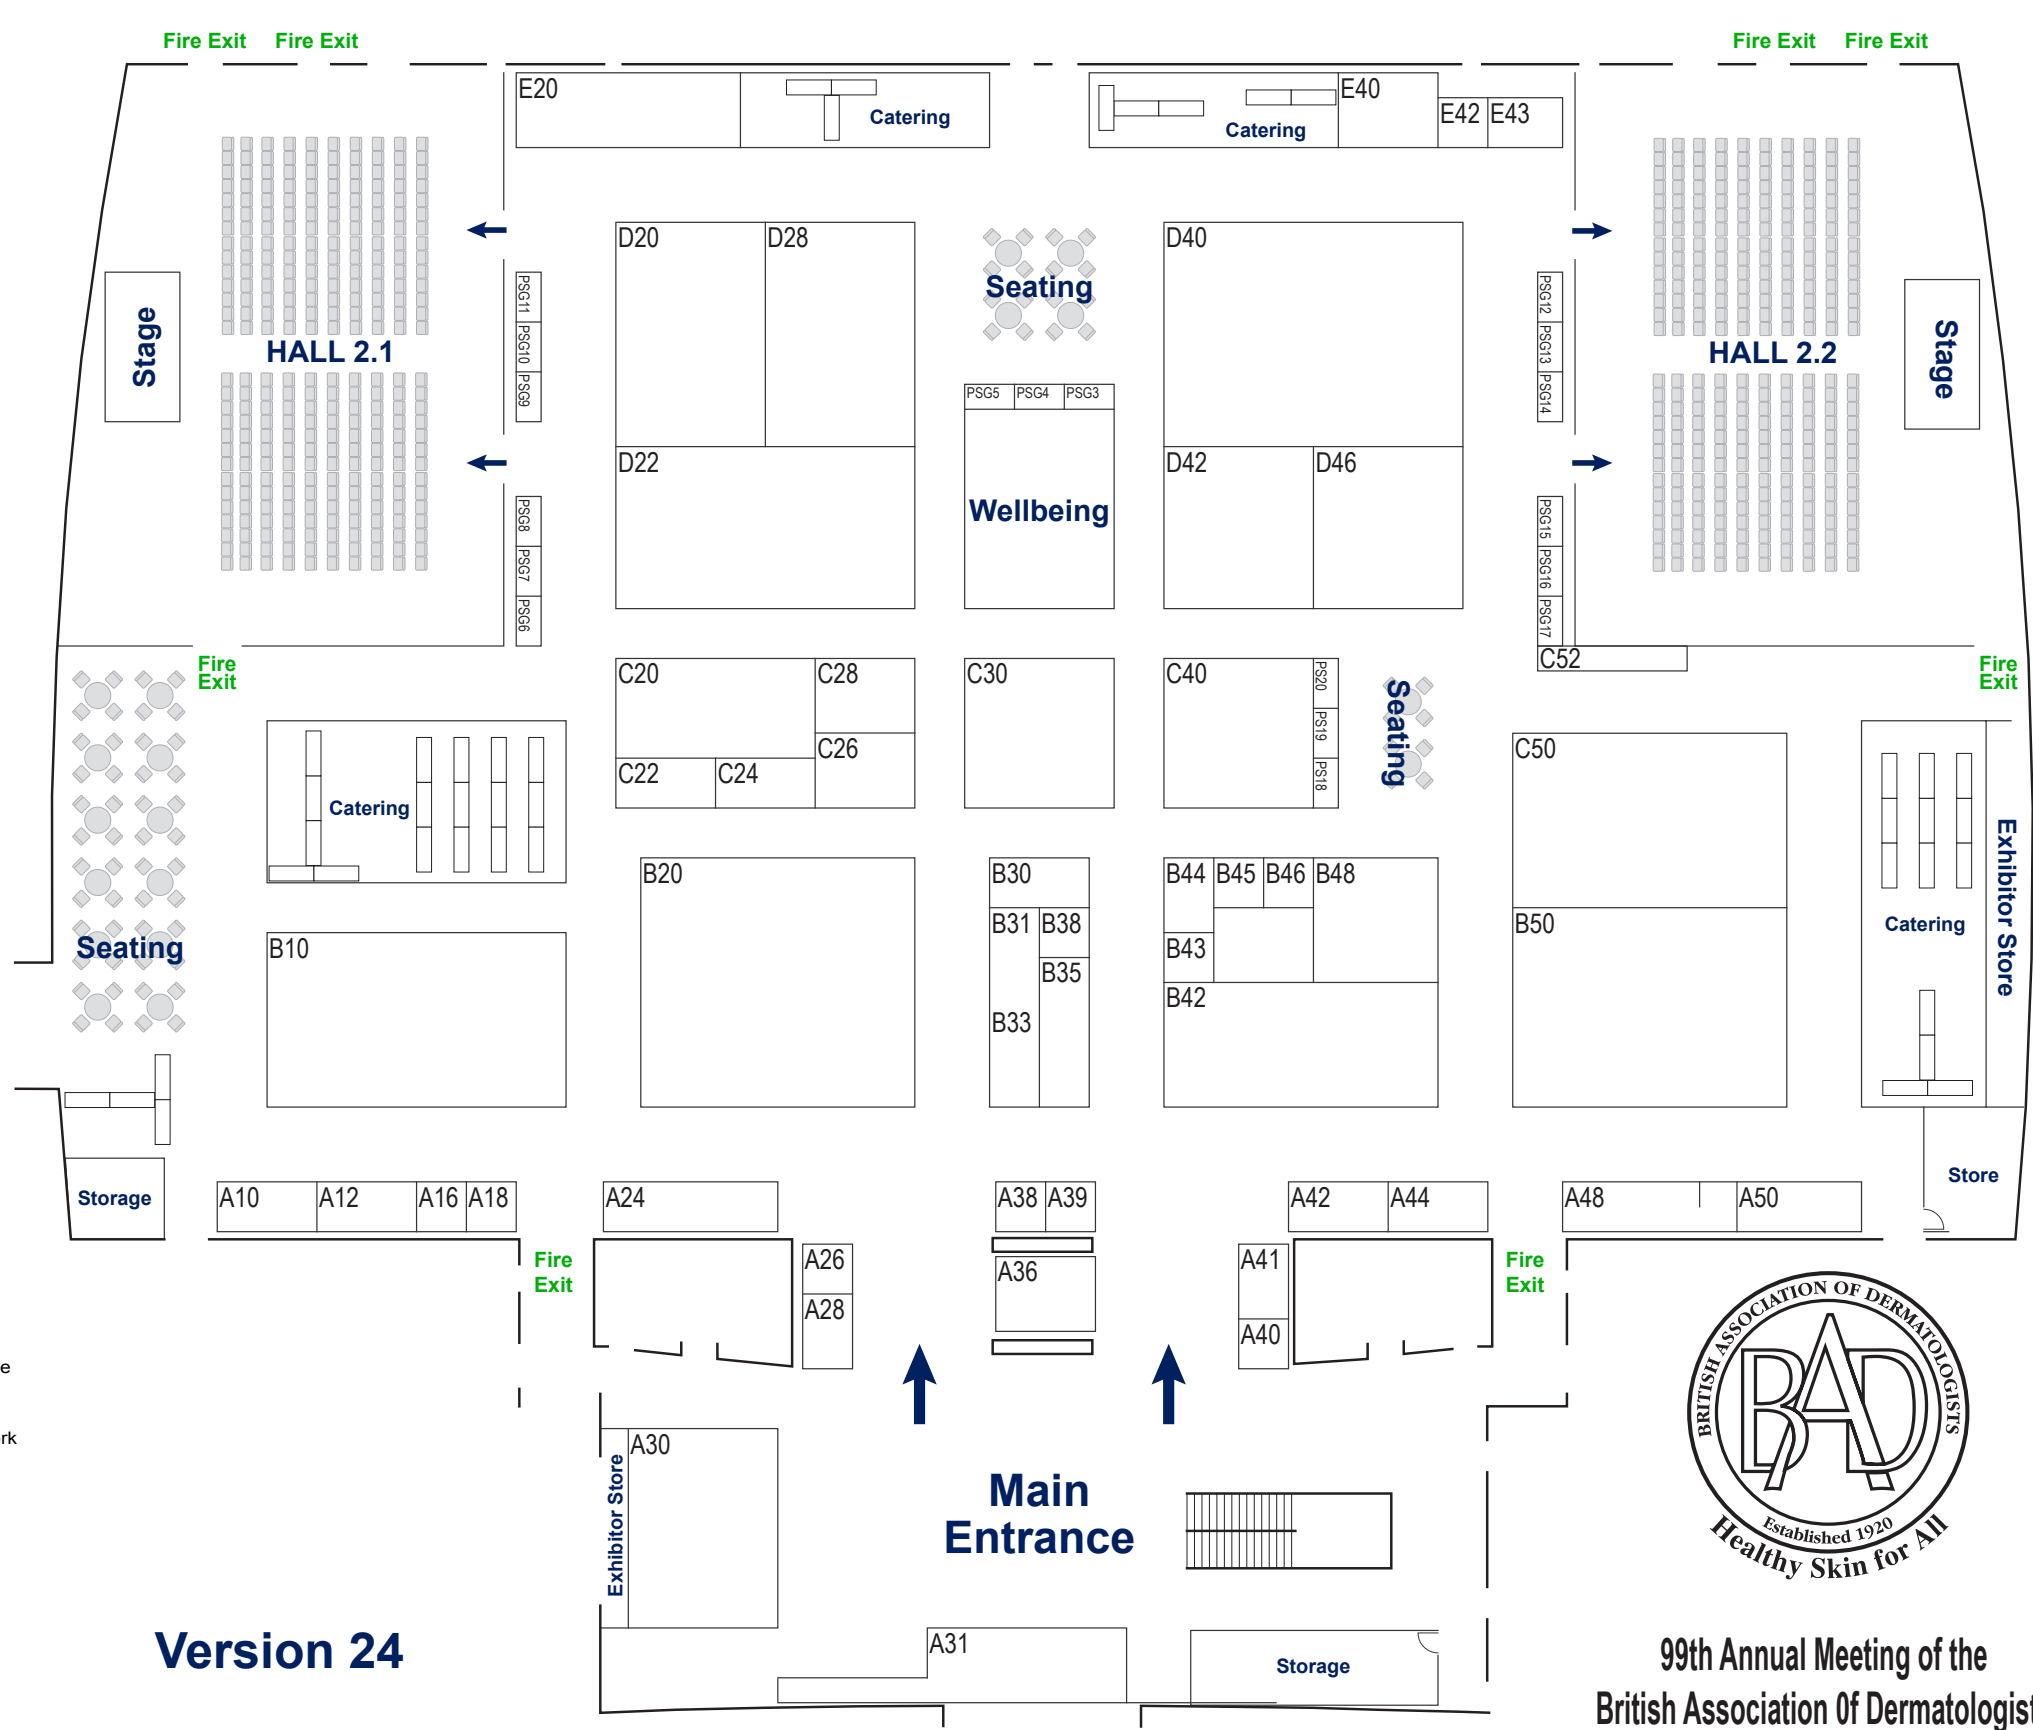 Fire Exit Fire Exit Fire Exit Fire Exit
E20 Catering Catering E40 E42 E43
D20 D28 Seating D40
PSG11 PSG10 PSG9
PSG12 PSG13 PSG14
Stage HALL 2.1 HALL 2.2 Stage
PSG5 PSG4 PSG3
D22 Wellbeing D42 D46
PSG8 PSG7 PSG6
PSG15 PSG16 PSG17
Fire
Exit
C20 C28 C30 C40 C52
PS20 PS19 PS18
Seating
Fire
Exit
C22 C24 C26 C50
Catering
B20 B30 B44 B45 B46 B48
Exhibitor Store
Seating B10 B31 B38 B43 B50 Catering
B35 B42
B33
Storage A10 A12 A16 A18 A24 A38 A39 A42 A44 A48 A50 Store
Fire
Exit
A26 A36 A41
Fire
Exit
A28 A40
BRITISH ASSOCIATION OF DERMATOLOGISTS
BAD
Established 1920
Healthy Skin for All
e
rk
A30
Exhibitor Store
Main
Entrance
Version 24
A31 Storage
99th Annual Meeting of the
British Association 0f Dermatologist